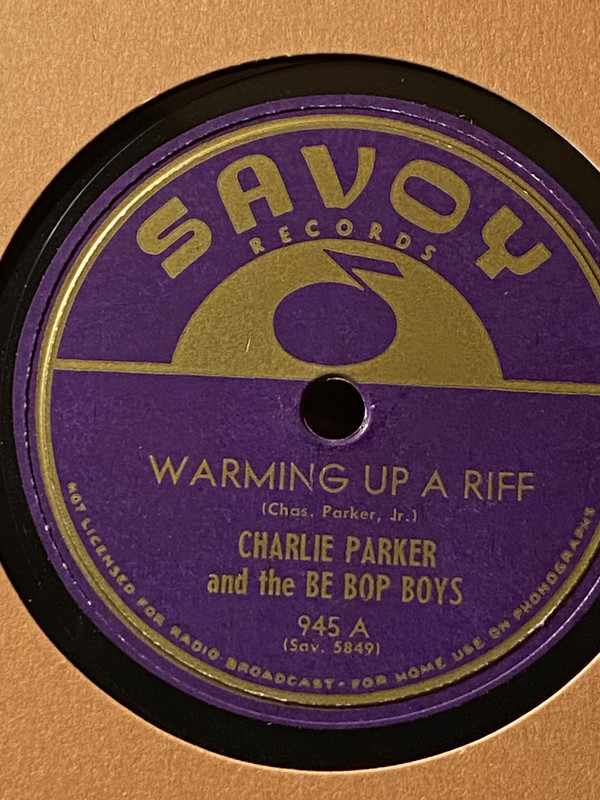 SAVOY
RECORDS
WARMING UP A RIFF
(Chas. Parker, Jr.)
CHARLIE PARKER
and the BE BOP BOYS
945 A
(Sav. 5849)
NOT LICENSED FOR RADIO BROADCAST - FOR HOME USE ON PHONOGRAPHS